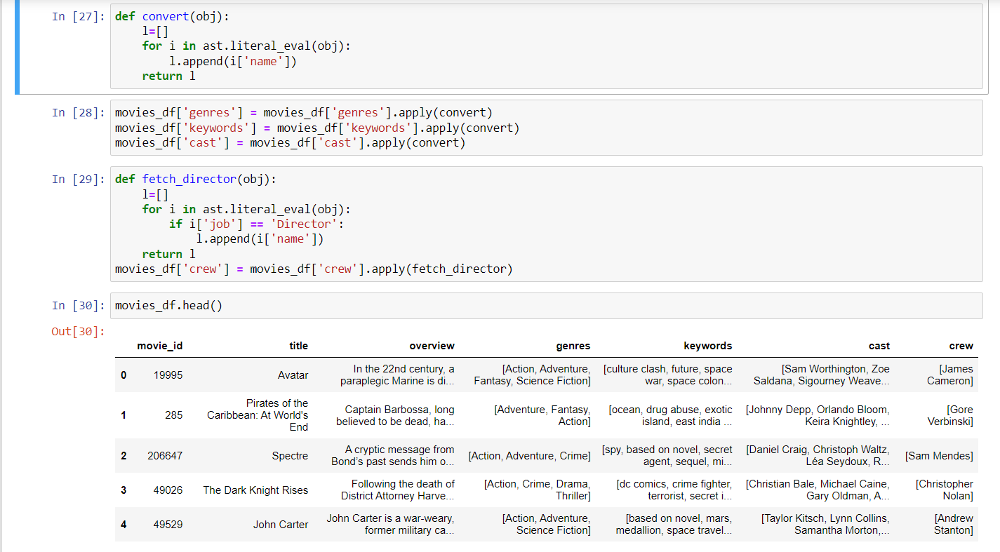 In [27]: def convert(obj):
    l=[]
    for i in ast.literal_eval(obj):
        l.append(i['name'])
    return l
In [28]: movies_df['genres'] = movies_df['genres'].apply(convert)
movies_df['keywords'] = movies_df['keywords'].apply(convert)
movies_df['cast'] = movies_df['cast'].apply(convert)
In [29]: def fetch_director(obj):
    l=[]
    for i in ast.literal_eval(obj):
        if i['job'] == 'Director':
            l.append(i['name'])
    return l
movies_df['crew'] = movies_df['crew'].apply(fetch_director)
In [30]: movies_df.head()
Out[30]:
movie_id title overview genres keywords cast crew
0 19995 Avatar In the 22nd century, a [Action, Adventure, [culture clash, future, space [Sam Worthington, Zoe [James
paraplegic Marine is di... Fantasy, Science Fiction] war, space colon... Saldana, Sigourney Weave... Cameron]
Pirates of the
1 285 Caribbean: At World's Captain Barbossa, long [Adventure, Fantasy, [ocean, drug abuse, exotic [Johnny Depp, Orlando Bloom, [Gore
End believed to be dead, ha... Action] island, east india ... Keira Knightley, ... Verbinski]
2 206647 Spectre A cryptic message from [Action, Adventure, Crime] [spy, based on novel, secret [Daniel Craig, Christoph Waltz, [Sam Mendes]
Bond’s past sends him o... agent, sequel, mi... Léa Seydoux, R...
3 49026 The Dark Knight Rises Following the death of [Action, Crime, Drama, [dc comics, crime fighter, [Christian Bale, Michael Caine, [Christopher
District Attorney Harve... Thriller] terrorist, secret i... Gary Oldman, A... Nolan]
4 49529 John Carter John Carter is a war-weary, [Action, Adventure, [based on novel, mars, [Taylor Kitsch, Lynn Collins, [Andrew
former military ca... Science Fiction] medallion, space travel... Samantha Morton,... Stanton]